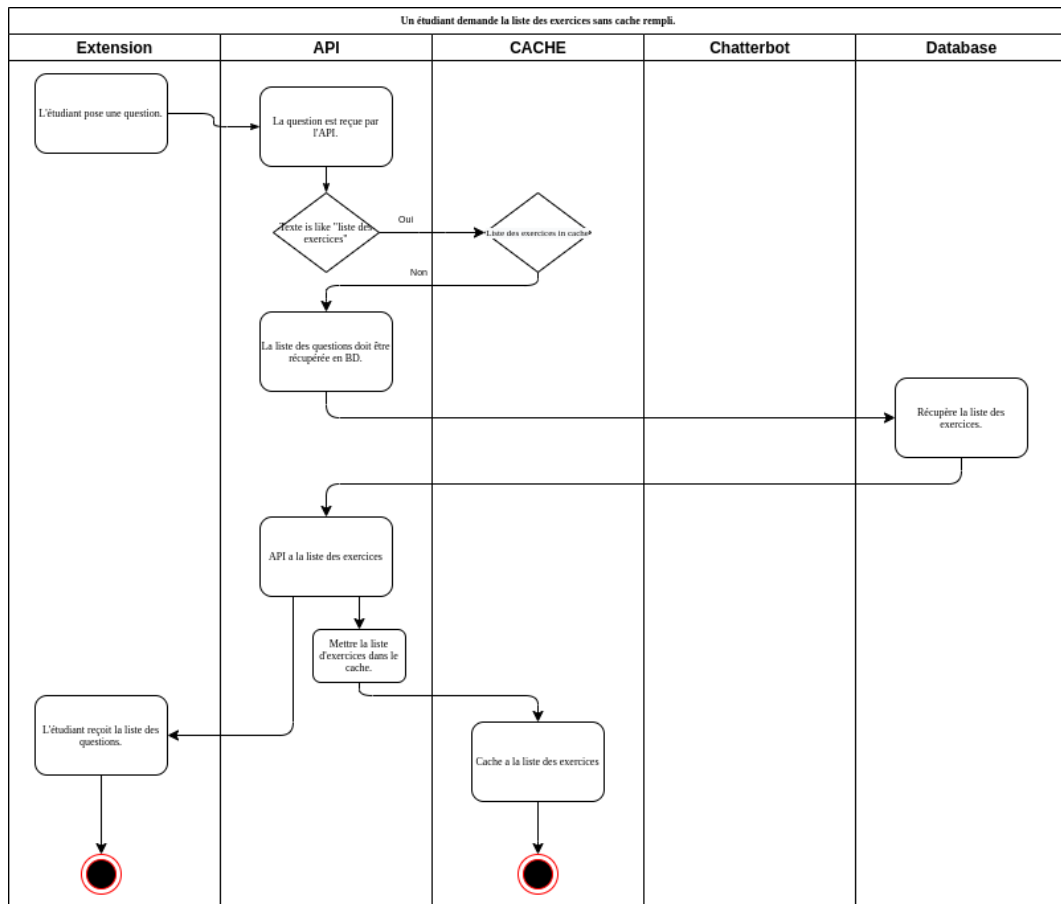 Un étudiant demande la liste des exercices sans cache rempli.
Extension
API
CACHE
Chatterbot
Database
L'étudiant pose une question.
La question est reçue par
l'API.
Texte is like "liste des
exercices"
Oui
Liste des exercices in cache
Non
La liste des questions doit être
récupérée en BD.
Récupère la liste des
exercices.
API a la liste des exercices
Mettre la liste
d'exercices dans le
cache.
L'étudiant reçoit la liste des
questions.
Cache a la liste des exercices